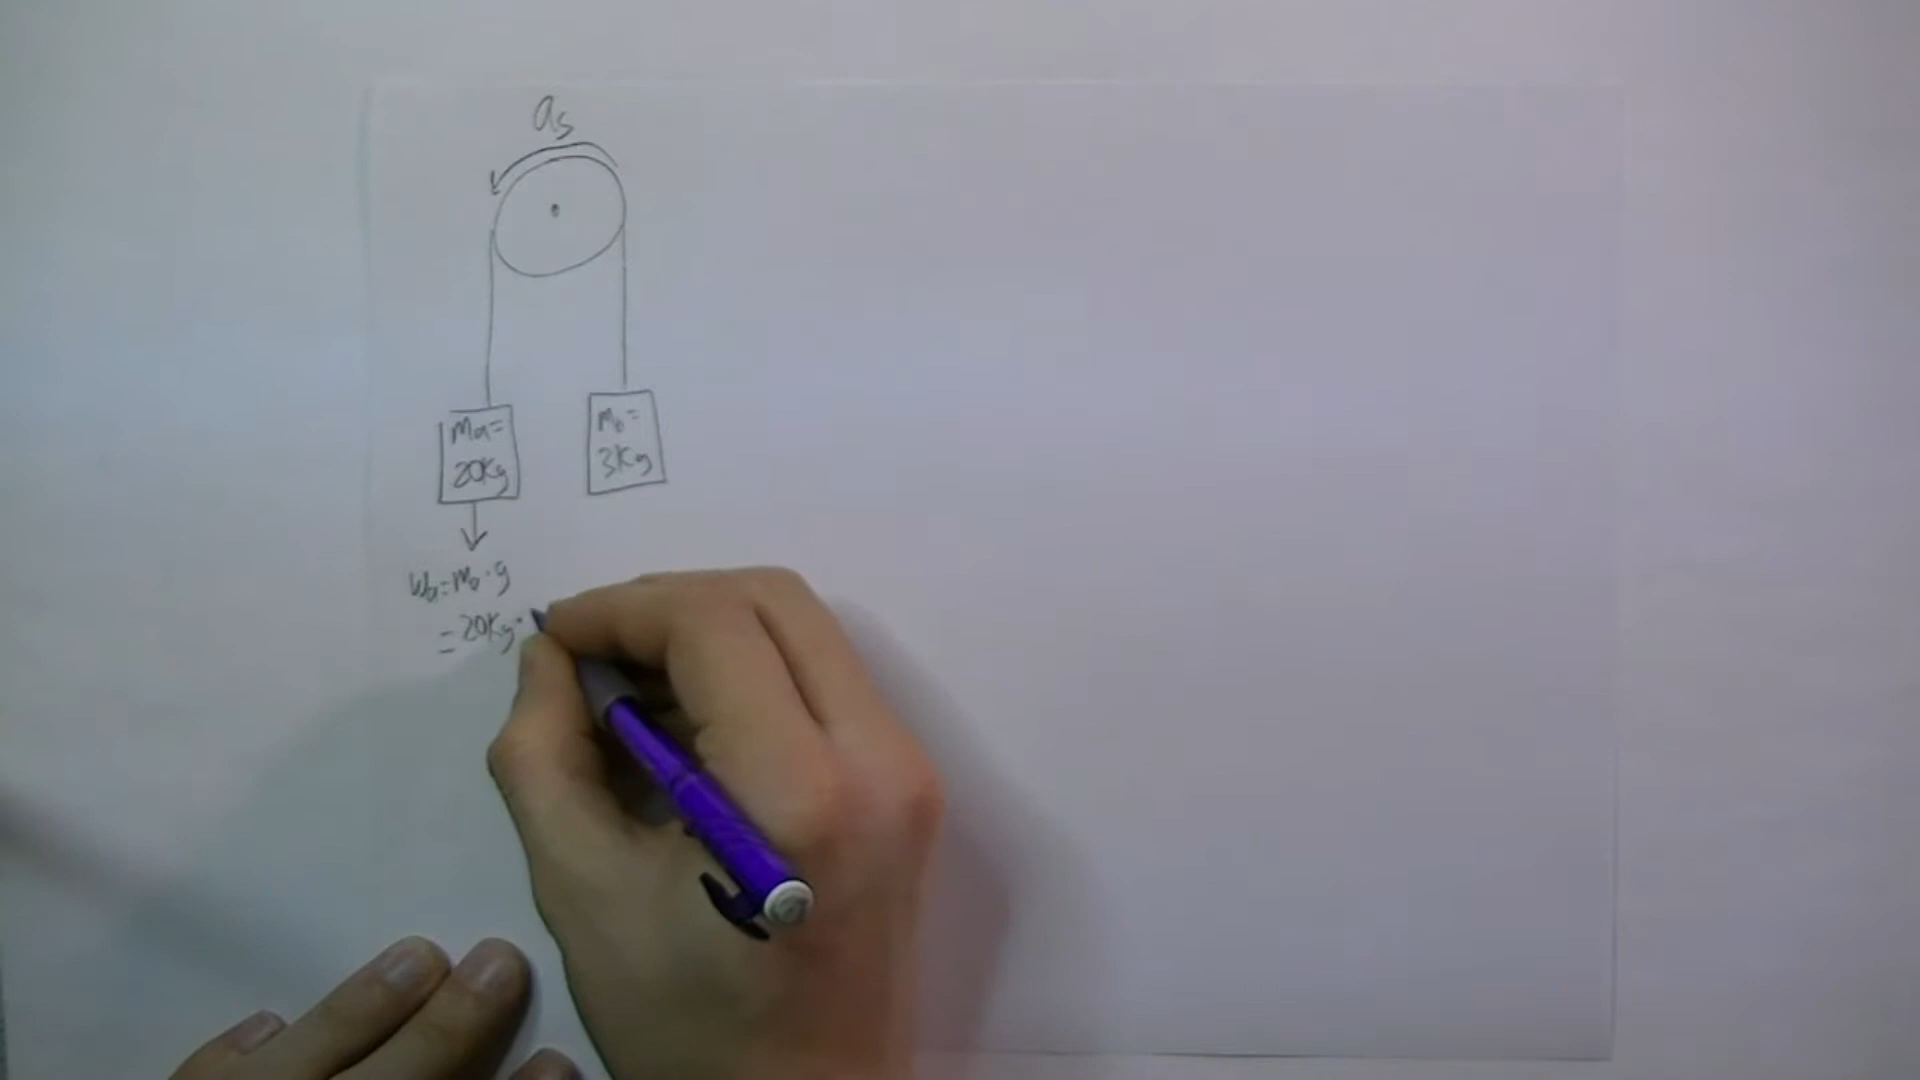 as
ma=
20Kg
mb=
3Kg
Wb=mb·g
=20Kg·